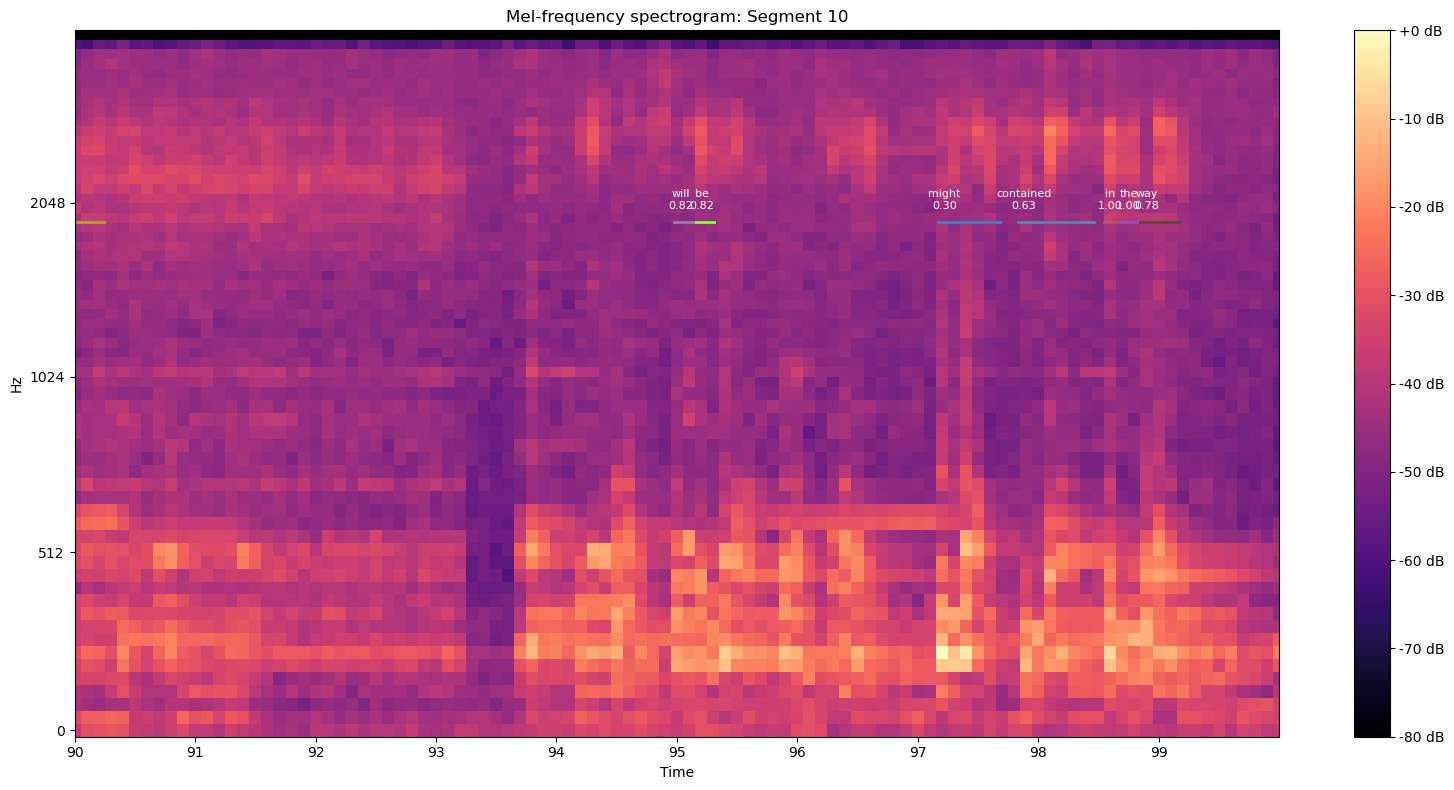 Mel-frequency spectrogram: Segment 10
+0 dB
-10 dB
-20 dB
-30 dB
-40 dB
-50 dB
-60 dB
-70 dB
-80 dB
Hz
2048
1024
512
0
will be might contained in the way
0.82 0.82 0.30 0.63 1.00 1.00 0.78
90 91 92 93 94 95 96 97 98 99
Time